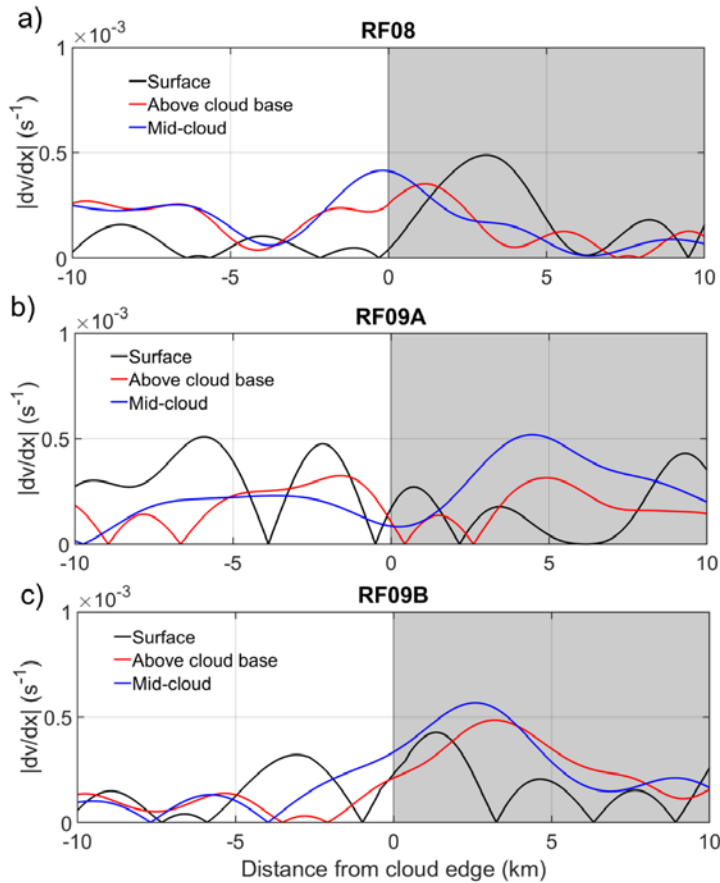 a)
RF08
×10⁻³
1
0.5
0
|dv/dx| (s⁻¹)
Surface
Above cloud base
Mid-cloud
-10 -5 0 5 10
b)
RF09A
×10⁻³
1
0.5
0
|dv/dx| (s⁻¹)
Surface
Above cloud base
Mid-cloud
-10 -5 0 5 10
c)
RF09B
×10⁻³
1
0.5
0
|dv/dx| (s⁻¹)
Surface
Above cloud base
Mid-cloud
-10 -5 0 5 10
Distance from cloud edge (km)